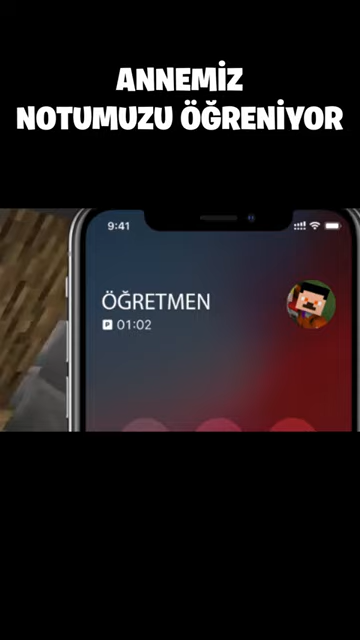 ANNEMİZ
NOTUMUZU ÖĞRENİYOR
9:41
ÖĞRETMEN
P 01:02